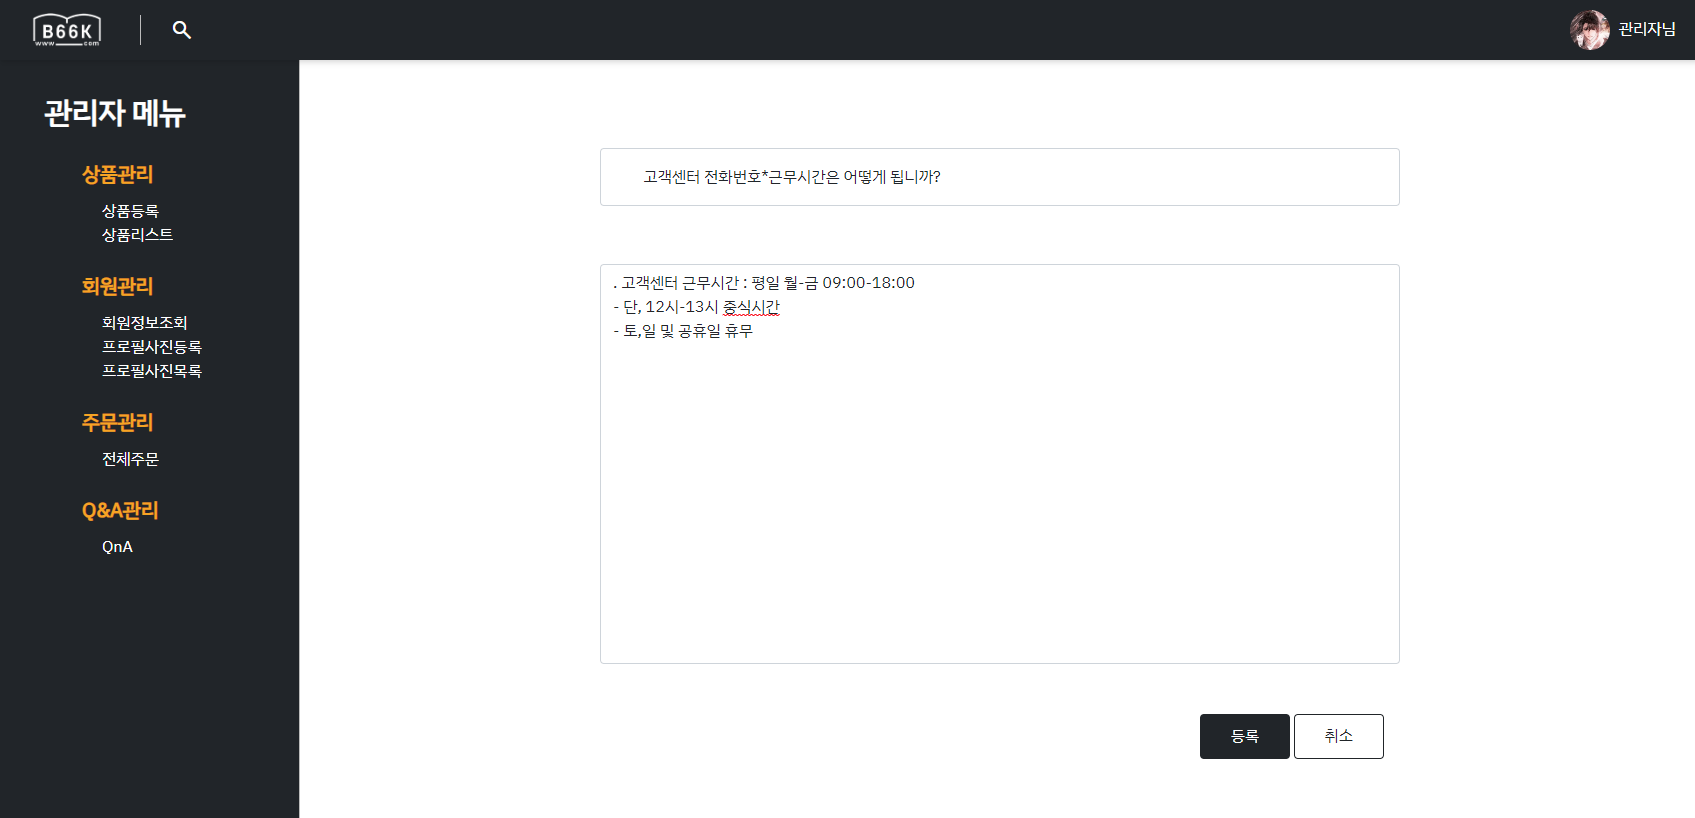 B66K
www.____.com
관리자님
관리자 메뉴
상품관리
상품등록
상품리스트
회원관리
회원정보조회
프로필사진등록
프로필사진목록
주문관리
전체주문
Q&A관리
QnA
고객센터 전화번호*근무시간은 어떻게 됩니까?
. 고객센터 근무시간 : 평일 월-금 09:00-18:00
- 단, 12시-13시 중식시간
- 토,일 및 공휴일 휴무
등록
취소